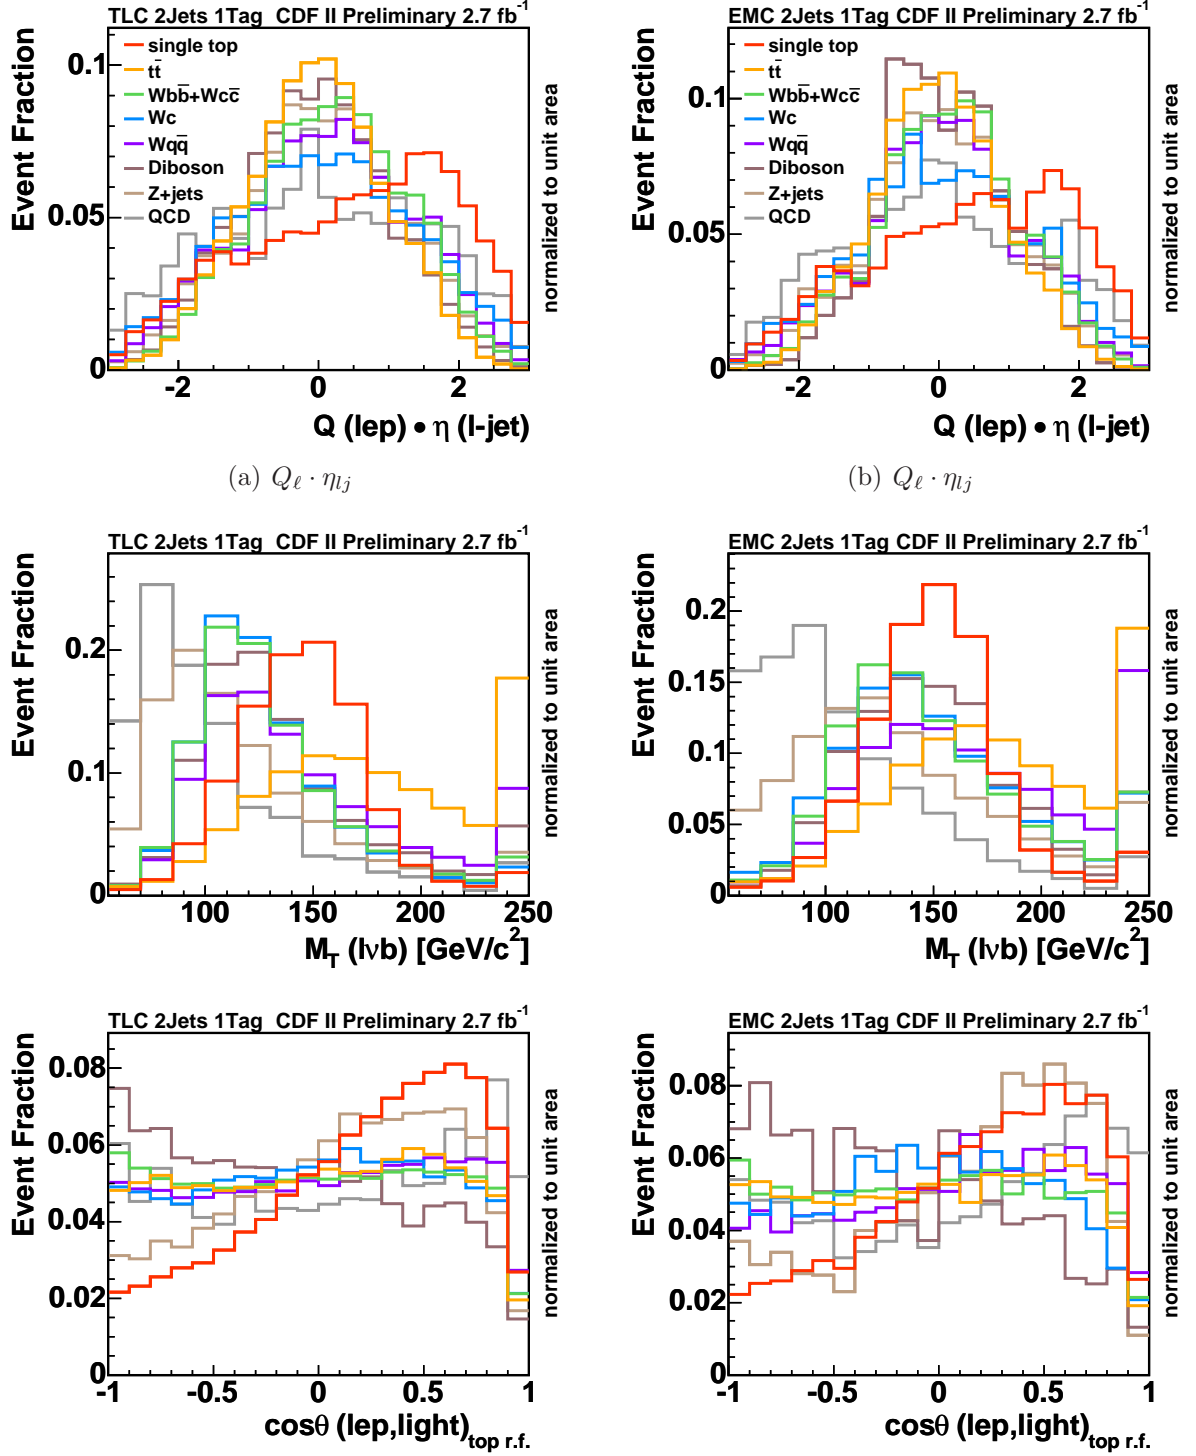 TLC 2Jets 1Tag CDF II Preliminary 2.7 fb⁻¹
Event Fraction
0.1
0.05
0
single top
tt̄
Wbb̄+Wcc̄
Wc
Wqq̄
Diboson
Z+jets
QCD
normalized to unit area
-2 0 2
Q (lep) • η (l-jet)
(a) Qℓ · ηlj
EMC 2Jets 1Tag CDF II Preliminary 2.7 fb⁻¹
Event Fraction
0.1
0.05
0
single top
tt̄
Wbb̄+Wcc̄
Wc
Wqq̄
Diboson
Z+jets
QCD
normalized to unit area
-2 0 2
Q (lep) • η (l-jet)
(b) Qℓ · ηlj
TLC 2Jets 1Tag CDF II Preliminary 2.7 fb⁻¹
Event Fraction
0.2
0.1
0
normalized to unit area
100 150 200 250
M_T (lνb) [GeV/c²]
EMC 2Jets 1Tag CDF II Preliminary 2.7 fb⁻¹
Event Fraction
0.2
0.15
0.1
0.05
0
normalized to unit area
100 150 200 250
M_T (lνb) [GeV/c²]
TLC 2Jets 1Tag CDF II Preliminary 2.7 fb⁻¹
Event Fraction
0.08
0.06
0.04
0.02
0
normalized to unit area
-1 -0.5 0 0.5 1
cosθ (lep,light)top r.f.
EMC 2Jets 1Tag CDF II Preliminary 2.7 fb⁻¹
Event Fraction
0.08
0.06
0.04
0.02
0
normalized to unit area
-1 -0.5 0 0.5 1
cosθ (lep,light)top r.f.